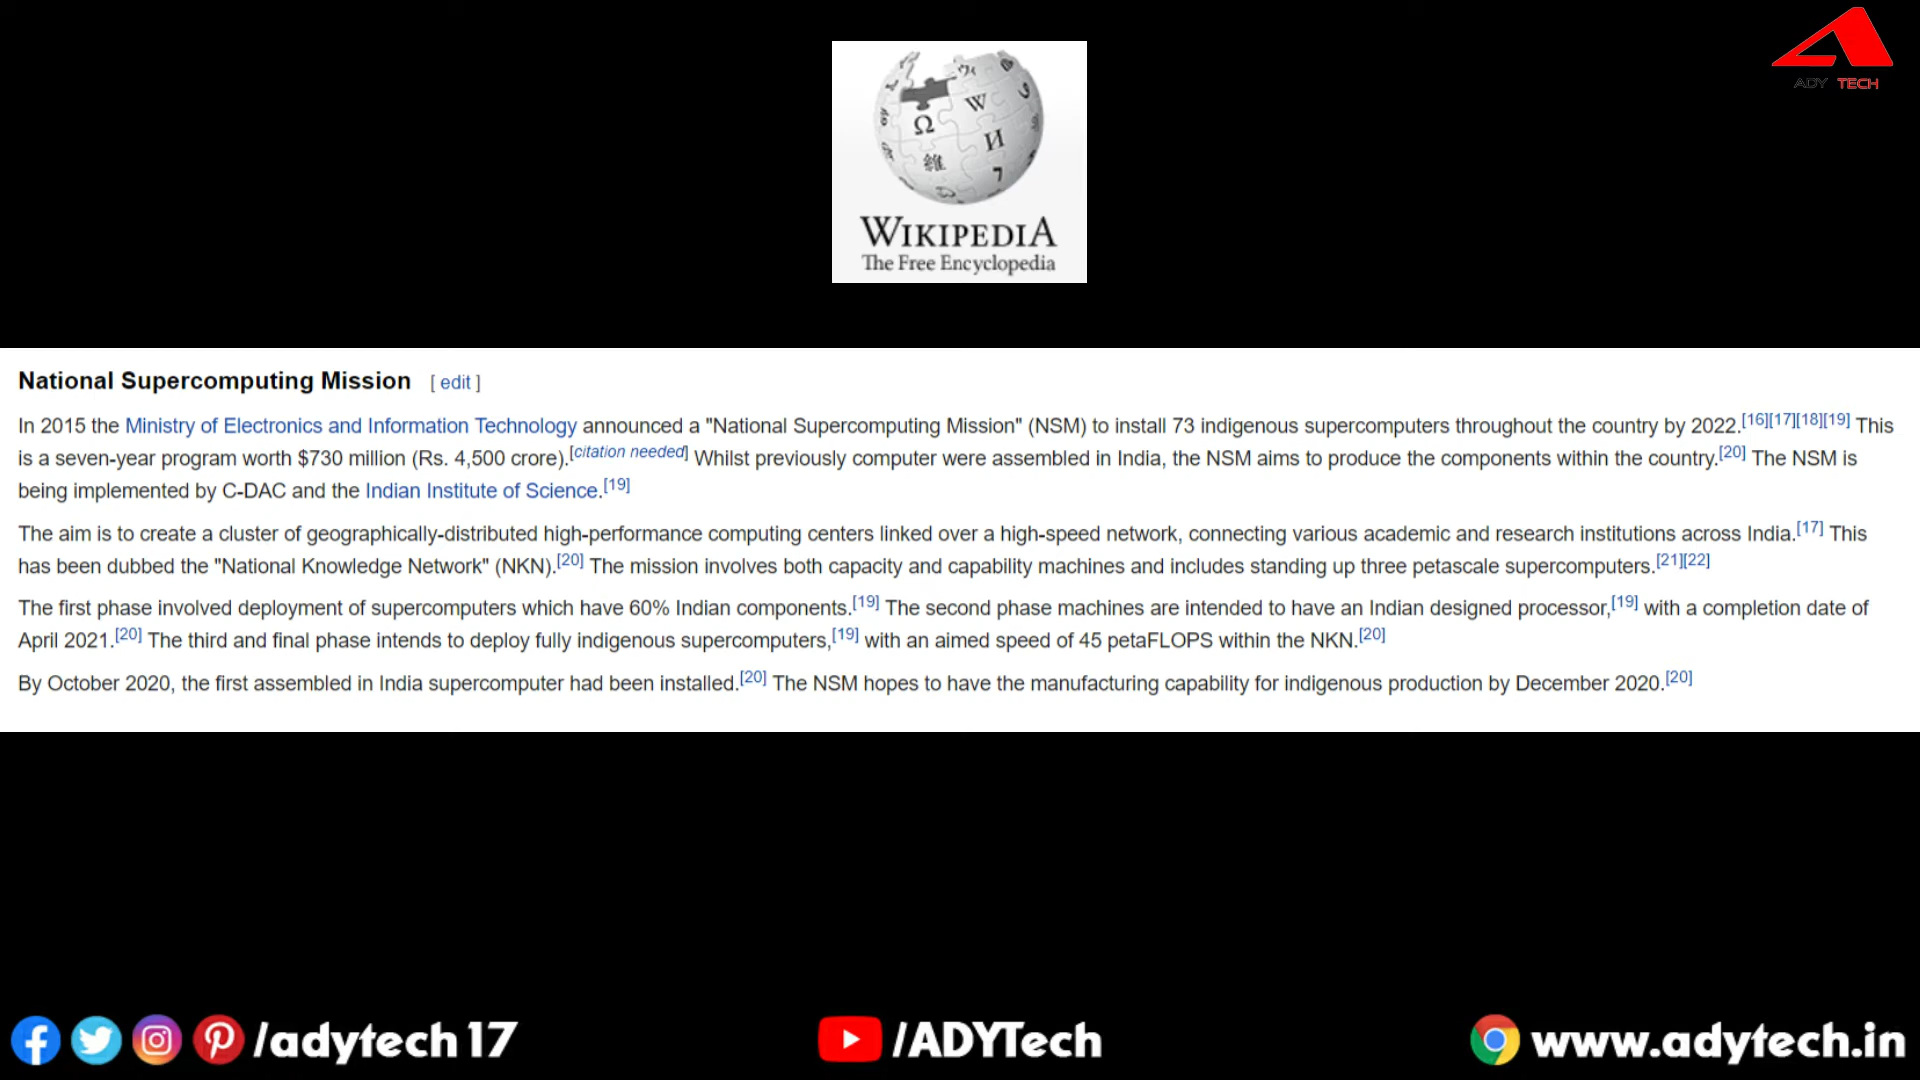 ADY TECH
Ω W И 維 7
WIKIPEDIA
The Free Encyclopedia
National Supercomputing Mission [ edit ]
In 2015 the Ministry of Electronics and Information Technology announced a "National Supercomputing Mission" (NSM) to install 73 indigenous supercomputers throughout the country by 2022.[16][17][18][19] This
is a seven-year program worth $730 million (Rs. 4,500 crore).[citation needed] Whilst previously computer were assembled in India, the NSM aims to produce the components within the country.[20] The NSM is
being implemented by C-DAC and the Indian Institute of Science.[19]
The aim is to create a cluster of geographically-distributed high-performance computing centers linked over a high-speed network, connecting various academic and research institutions across India.[17] This
has been dubbed the "National Knowledge Network" (NKN).[20] The mission involves both capacity and capability machines and includes standing up three petascale supercomputers.[21][22]
The first phase involved deployment of supercomputers which have 60% Indian components.[19] The second phase machines are intended to have an Indian designed processor,[19] with a completion date of
April 2021.[20] The third and final phase intends to deploy fully indigenous supercomputers,[19] with an aimed speed of 45 petaFLOPS within the NKN.[20]
By October 2020, the first assembled in India supercomputer had been installed.[20] The NSM hopes to have the manufacturing capability for indigenous production by December 2020.[20]
/adytech17 /ADYTech www.adytech.in